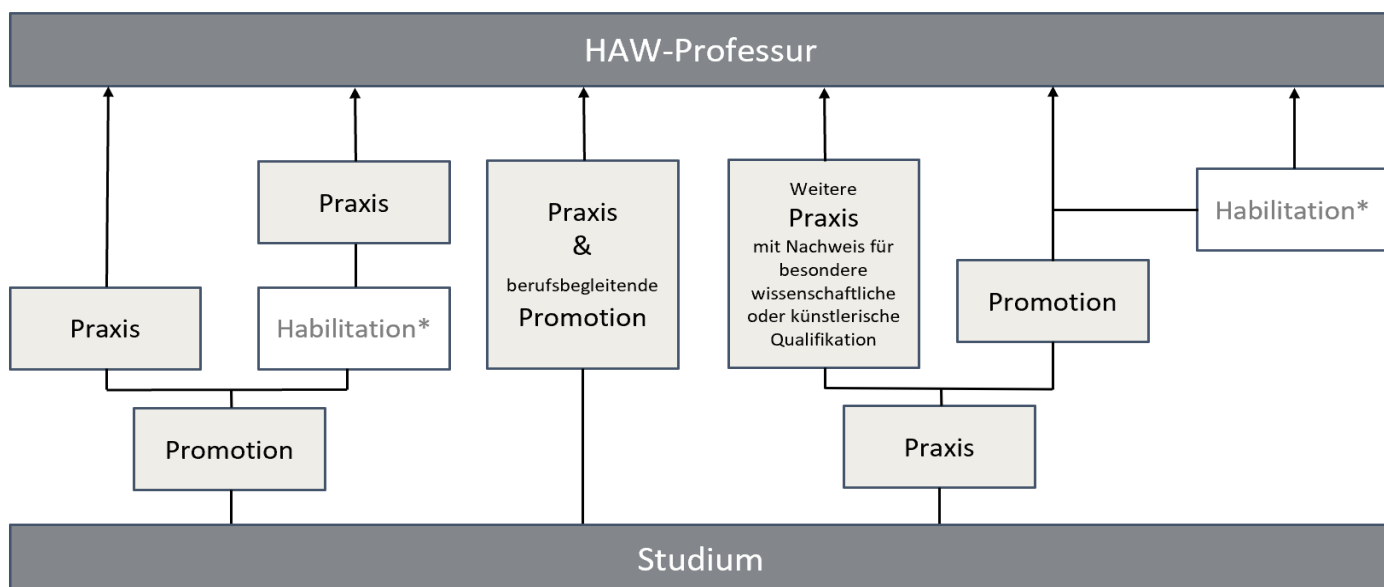 HAW-Professur
Praxis
Praxis
Habilitation*
Promotion
Praxis
&
berufsbegleitende
Promotion
Weitere
Praxis
mit Nachweis für
besondere
wissenschaftliche
oder künstlerische
Qualifikation
Promotion
Habilitation*
Praxis
Studium